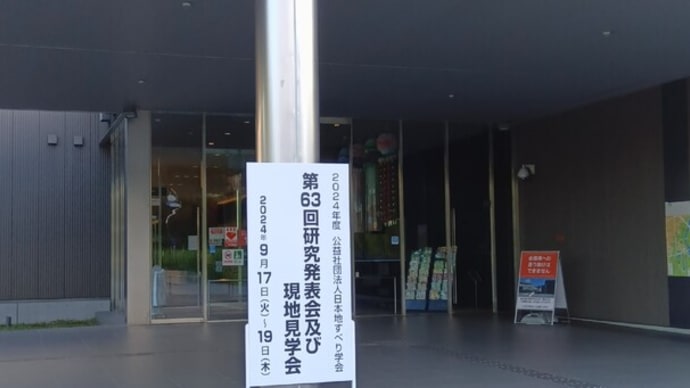 2024年度 公益社団法人日本地すべり学会
第63回研究発表会及び
現地見学会
2024年 9月17日(火)～19日(木)